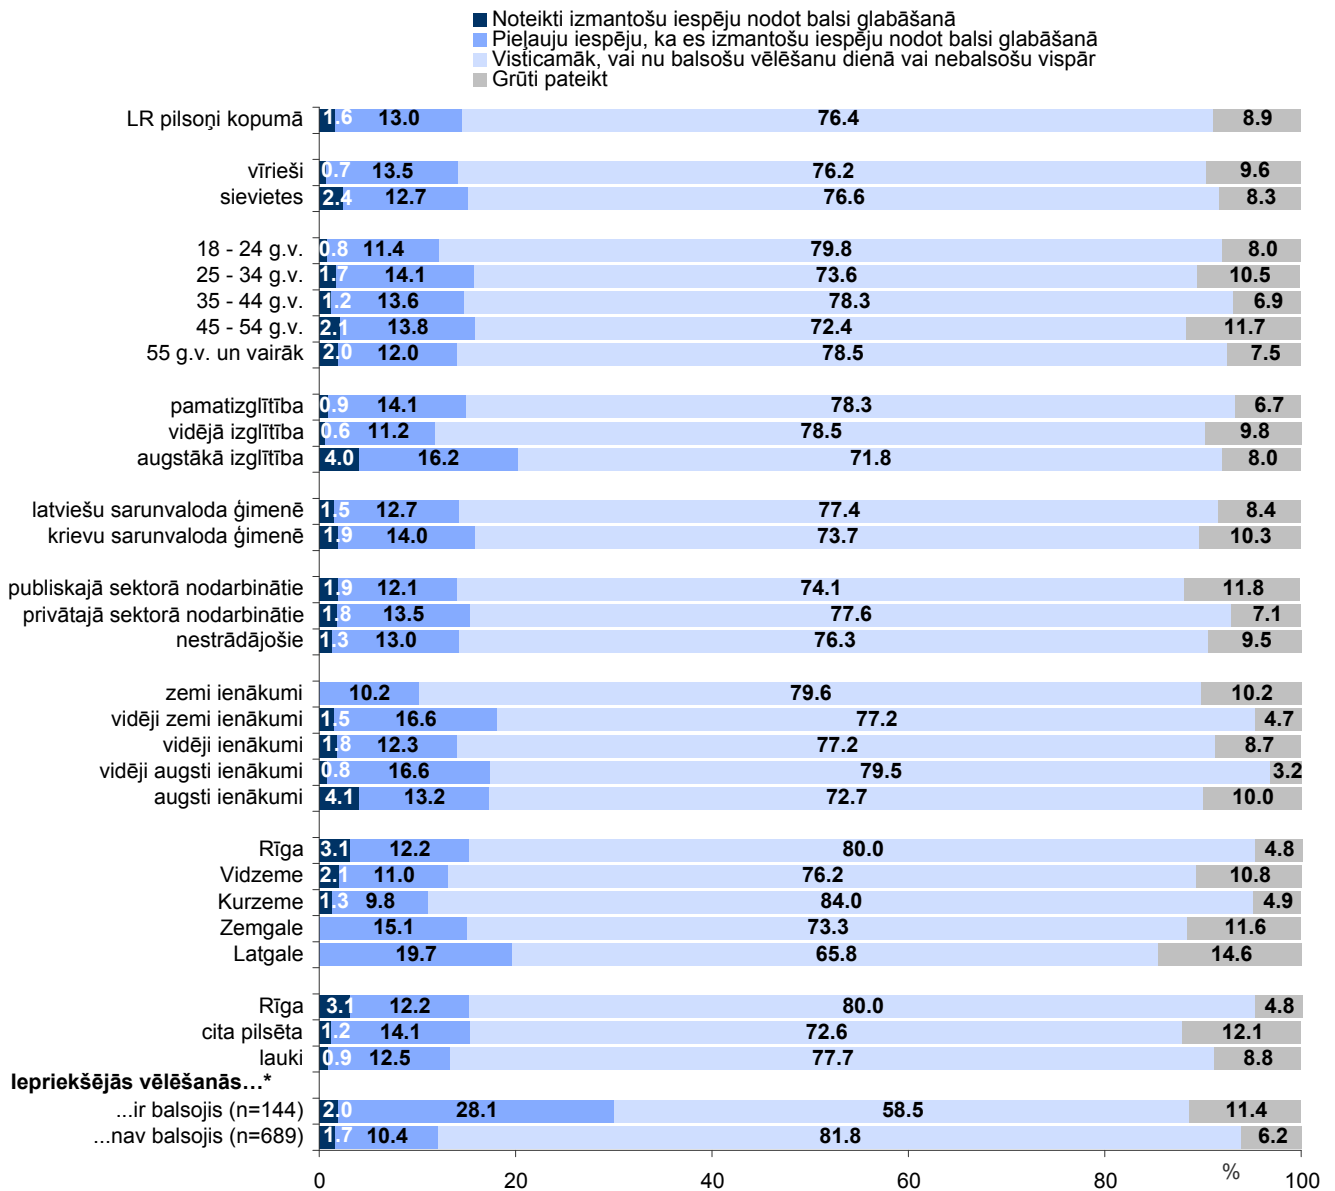 Noteikti izmantošu iespēju nodot balsi glabāšanā
Pieļauju iespēju, ka es izmantošu iespēju nodot balsi glabāšanā
Visticamāk, vai nu balsošu vēlēšanu dienā vai nebalsošu vispār
Grūti pateikt
LR pilsoņi kopumā 1.6 13.0 76.4 8.9
vīrieši 0.7 13.5 76.2 9.6
sievietes 2.4 12.7 76.6 8.3
18 - 24 g.v. 0.8 11.4 79.8 8.0
25 - 34 g.v. 1.7 14.1 73.6 10.5
35 - 44 g.v. 1.2 13.6 78.3 6.9
45 - 54 g.v. 2.1 13.8 72.4 11.7
55 g.v. un vairāk 2.0 12.0 78.5 7.5
pamatizglītība 0.9 14.1 78.3 6.7
vidējā izglītība 0.6 11.2 78.5 9.8
augstākā izglītība 4.0 16.2 71.8 8.0
latviešu sarunvaloda ģimenē 1.5 12.7 77.4 8.4
krievu sarunvaloda ģimenē 1.9 14.0 73.7 10.3
publiskajā sektorā nodarbinātie 1.9 12.1 74.1 11.8
privātajā sektorā nodarbinātie 1.8 13.5 77.6 7.1
nestrādājošie 1.3 13.0 76.3 9.5
zemi ienākumi 10.2 79.6 10.2
vidēji zemi ienākumi 1.5 16.6 77.2 4.7
vidēji ienākumi 1.8 12.3 77.2 8.7
vidēji augsti ienākumi 0.8 16.6 79.5 3.2
augsti ienākumi 4.1 13.2 72.7 10.0
Rīga 3.1 12.2 80.0 4.8
Vidzeme 2.1 11.0 76.2 10.8
Kurzeme 1.3 9.8 84.0 4.9
Zemgale 15.1 73.3 11.6
Latgale 19.7 65.8 14.6
Rīga 3.1 12.2 80.0 4.8
cita pilsēta 1.2 14.1 72.6 12.1
lauki 0.9 12.5 77.7 8.8
Iepriekšējās vēlēšanās…*
...ir balsojis (n=144) 2.0 28.1 58.5 11.4
...nav balsojis (n=689) 1.7 10.4 81.8 6.2
0 20 40 60 80 % 100